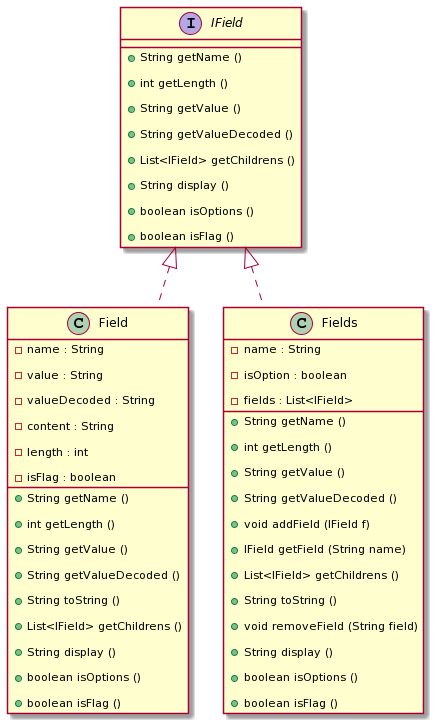 I IField
String getName ()
int getLength ()
String getValue ()
String getValueDecoded ()
List<IField> getChildrens ()
String display ()
boolean isOptions ()
boolean isFlag ()
C Field
name : String
value : String
valueDecoded : String
content : String
length : int
isFlag : boolean
String getName ()
int getLength ()
String getValue ()
String getValueDecoded ()
String toString ()
List<IField> getChildrens ()
String display ()
boolean isOptions ()
boolean isFlag ()
C Fields
name : String
isOption : boolean
fields : List<IField>
String getName ()
int getLength ()
String getValue ()
String getValueDecoded ()
void addField (IField f)
IField getField (String name)
List<IField> getChildrens ()
String toString ()
void removeField (String field)
String display ()
boolean isOptions ()
boolean isFlag ()